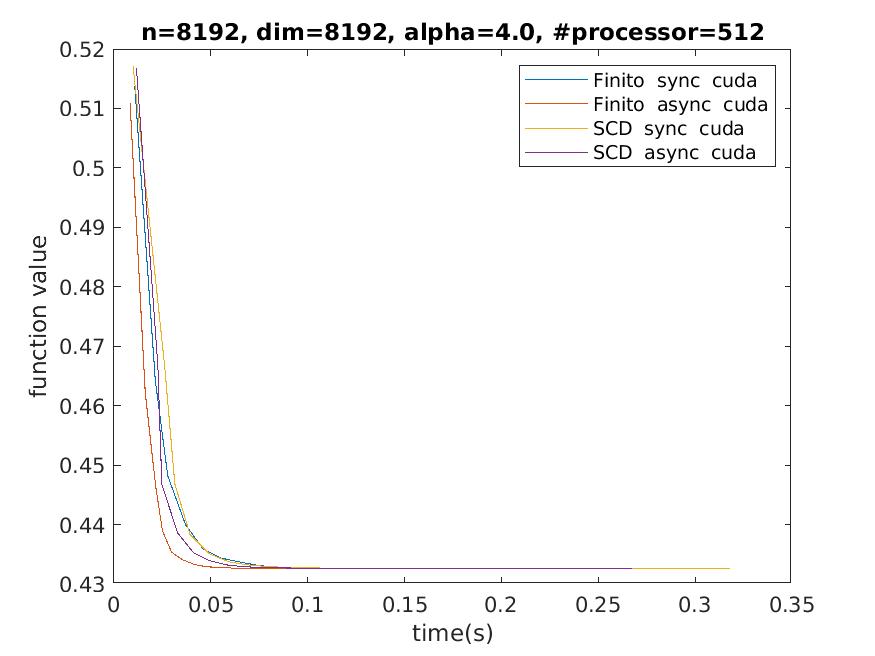 n=8192, dim=8192, alpha=4.0, #processor=512
0.52
0.51
0.5
0.49
0.48
0.47
0.46
0.45
0.44
0.43
function value
Finito sync cuda
Finito async cuda
SCD sync cuda
SCD async cuda
0 0.05 0.1 0.15 0.2 0.25 0.3 0.35
time(s)